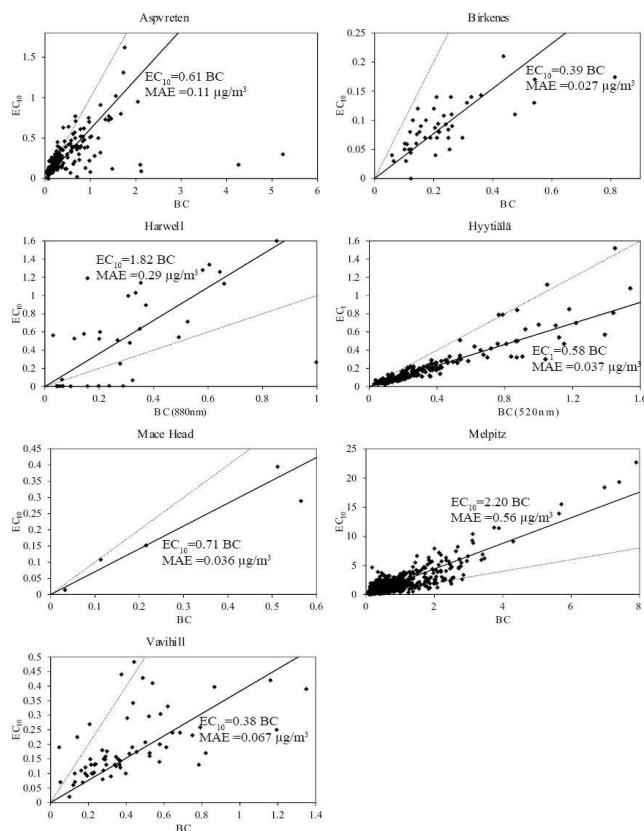 Aspvreten
1.5
1
0.5
0
EC10
EC10=0.61 BC
MAE = 0.11 µg/m3
0 1 2 3 4 5 6
BC
Birkenes
0.25
0.2
0.15
0.1
0.05
0
EC10
EC10=0.39 BC
MAE = 0.027 µg/m3
0 0.2 0.4 0.6 0.8
BC
Harwell
1.6
1.4
1.2
1
0.8
0.6
0.4
0.2
0
EC10
EC10=1.82 BC
MAE = 0.29 µg/m3
0 0.2 0.4 0.6 0.8 1
BC (880nm)
Hyytiälä
1.6
1.4
1.2
1
0.8
0.6
0.4
0.2
0
EC1
EC1=0.58 BC
MAE = 0.037 µg/m3
0 0.4 0.8 1.2 1.6
BC (520nm)
Mace Head
0.45
0.4
0.35
0.3
0.25
0.2
0.15
0.1
0.05
0
EC10
EC10=0.71 BC
MAE = 0.036 µg/m3
0 0.1 0.2 0.3 0.4 0.5 0.6
BC
Melpitz
25
20
15
10
5
0
EC10
EC10=2.20 BC
MAE = 0.56 µg/m3
0 2 4 6 8
BC
Vavihill
0.5
0.45
0.4
0.35
0.3
0.25
0.2
0.15
0.1
0.05
0
EC10
EC10=0.38 BC
MAE = 0.067 µg/m3
0 0.2 0.4 0.6 0.8 1 1.2 1.4
BC